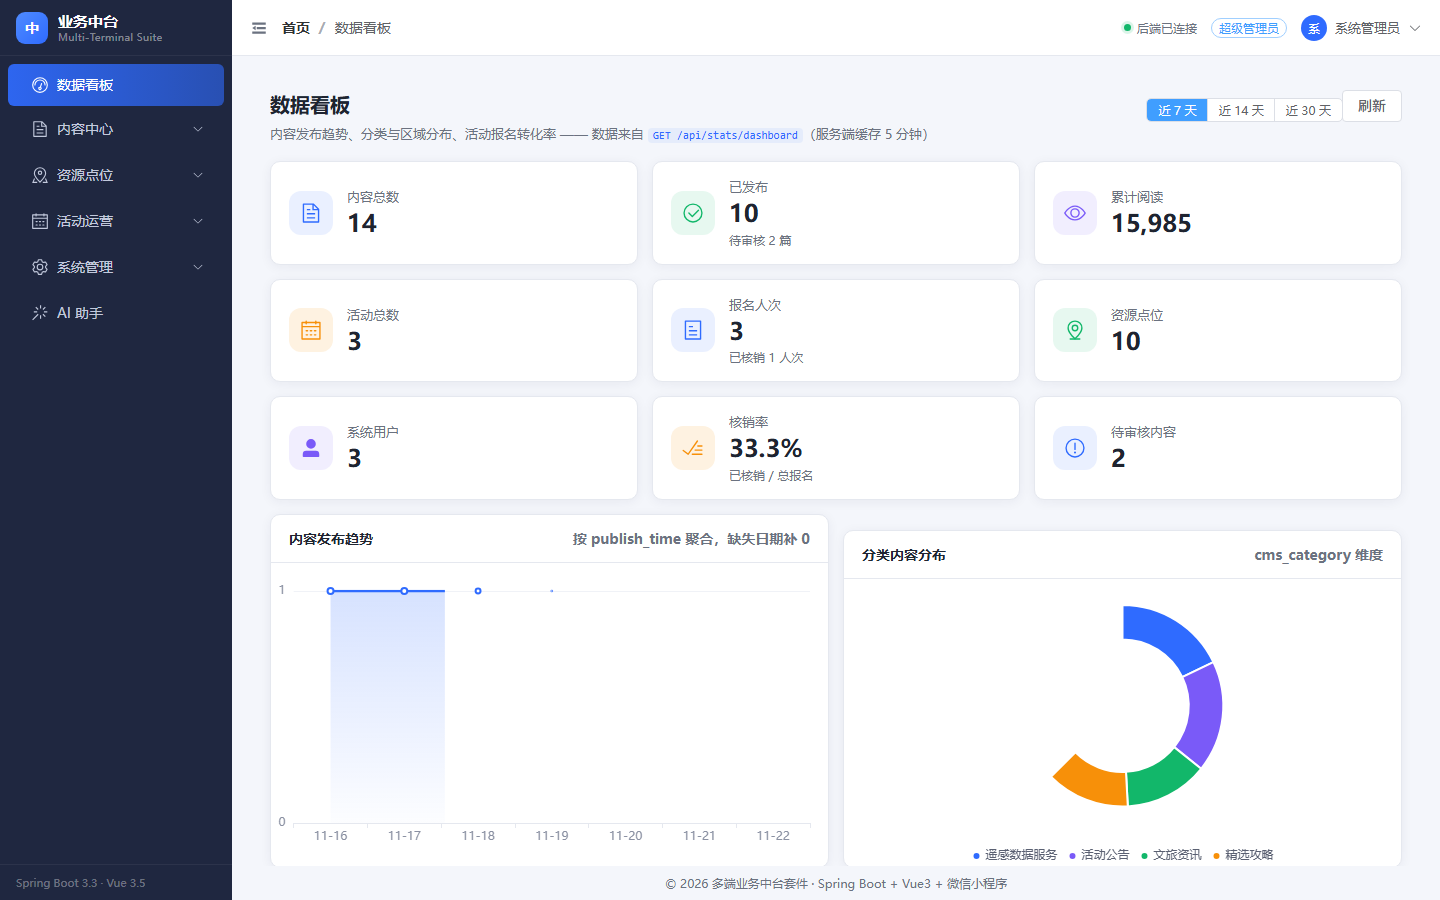 中
业务中台
Multi-Terminal Suite
数据看板
内容中心
资源点位
活动运营
系统管理
AI 助手
Spring Boot 3.3 · Vue 3.5
首页 / 数据看板
后端已连接
超级管理员
系
系统管理员
数据看板
内容发布趋势、分类与区域分布、活动报名转化率 —— 数据来自 GET /api/stats/dashboard (服务端缓存 5 分钟)
近 7 天
近 14 天
近 30 天
刷新
内容总数
14
已发布
10
待审核 2 篇
累计阅读
15,985
活动总数
3
报名人次
3
已核销 1 人次
资源点位
10
系统用户
3
核销率
33.3%
已核销 / 总报名
待审核内容
2
内容发布趋势
按 publish_time 聚合，缺失日期补 0
1
0
11-16
11-17
11-18
11-19
11-20
11-21
11-22
分类内容分布
cms_category 维度
遥感数据服务
活动公告
文旅资讯
精选攻略
© 2026 多端业务中台套件 · Spring Boot + Vue3 + 微信小程序